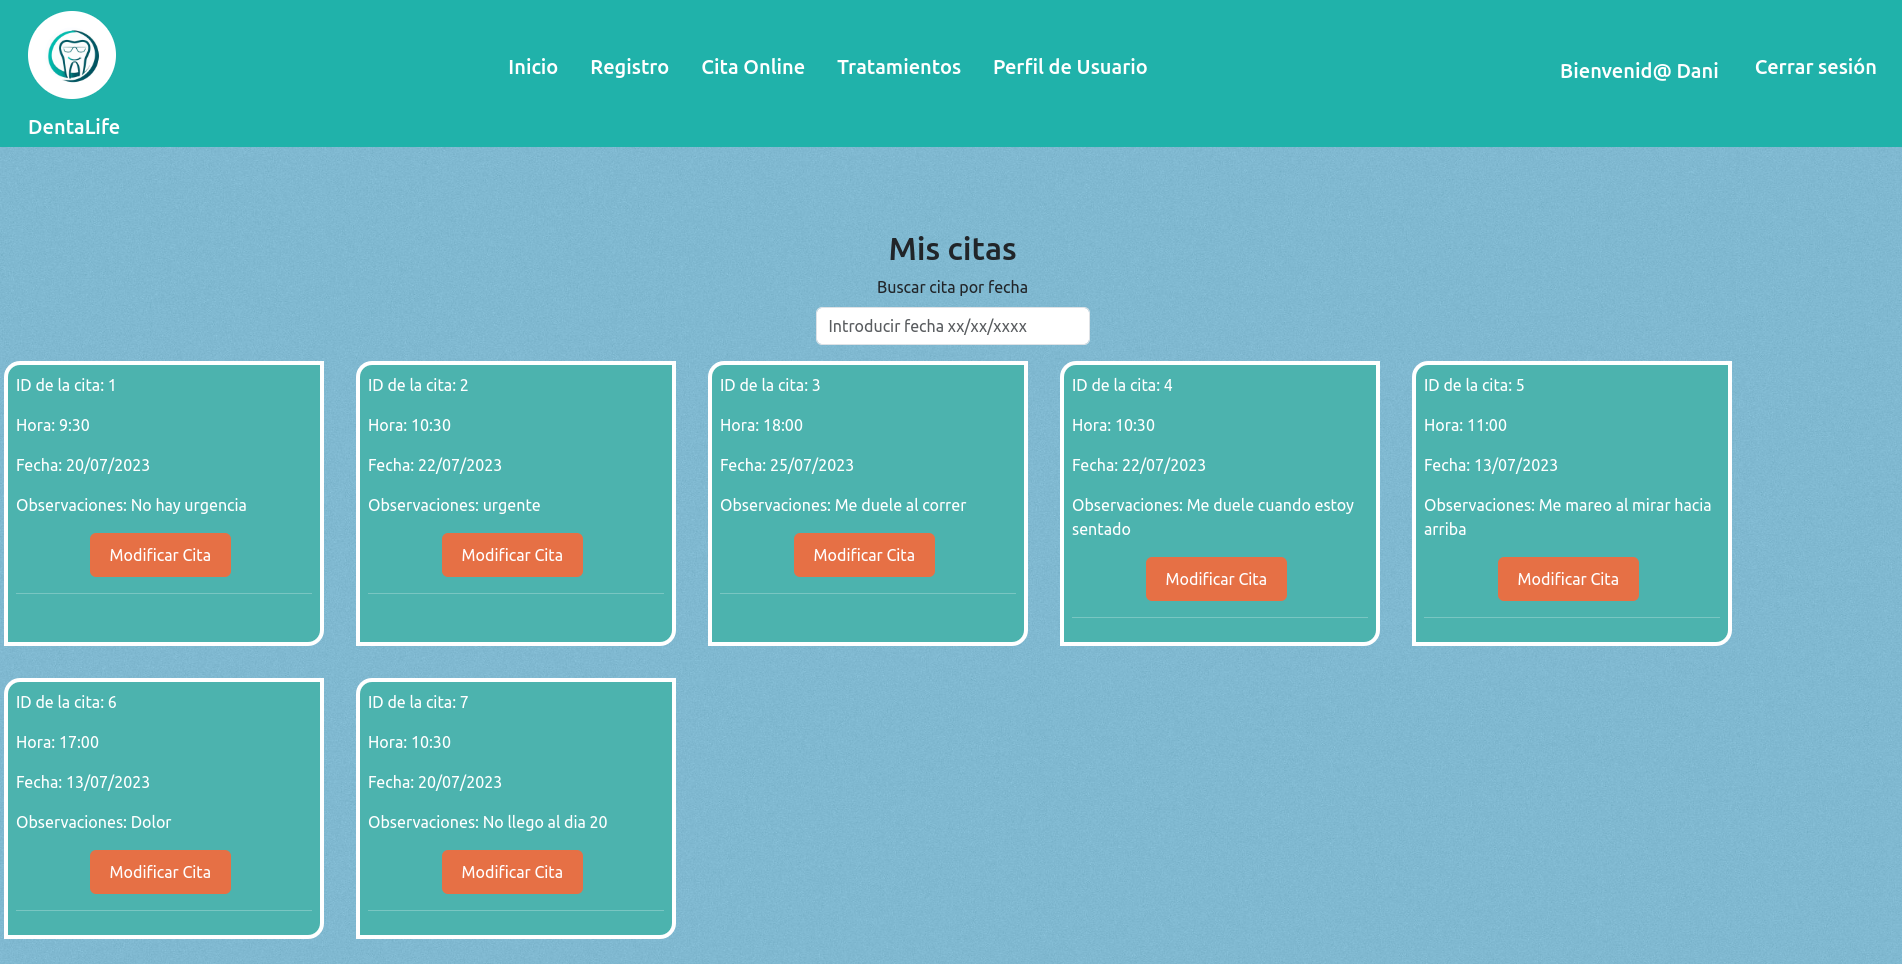 DentaLife
Inicio
Registro
Cita Online
Tratamientos
Perfil de Usuario
Bienvenid@ Dani
Cerrar sesión
Mis citas
Buscar cita por fecha
Introducir fecha xx/xx/xxxx
ID de la cita: 1
Hora: 9:30
Fecha: 20/07/2023
Observaciones: No hay urgencia
Modificar Cita
ID de la cita: 2
Hora: 10:30
Fecha: 22/07/2023
Observaciones: urgente
Modificar Cita
ID de la cita: 3
Hora: 18:00
Fecha: 25/07/2023
Observaciones: Me duele al correr
Modificar Cita
ID de la cita: 4
Hora: 10:30
Fecha: 22/07/2023
Observaciones: Me duele cuando estoy
sentado
Modificar Cita
ID de la cita: 5
Hora: 11:00
Fecha: 13/07/2023
Observaciones: Me mareo al mirar hacia
arriba
Modificar Cita
ID de la cita: 6
Hora: 17:00
Fecha: 13/07/2023
Observaciones: Dolor
Modificar Cita
ID de la cita: 7
Hora: 10:30
Fecha: 20/07/2023
Observaciones: No llego al dia 20
Modificar Cita